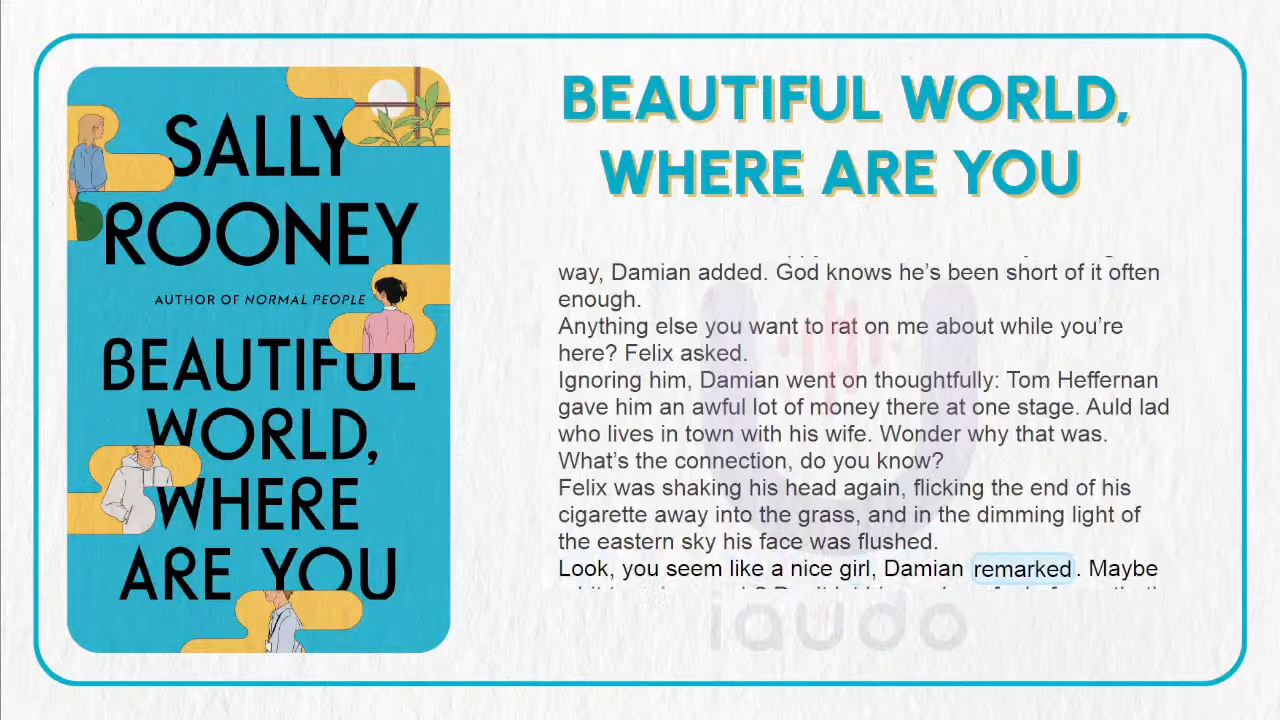 SALLY
ROONEY
AUTHOR OF NORMAL PEOPLE
BEAUTIFUL
WORLD,
WHERE
ARE YOU
BEAUTIFUL WORLD,
WHERE ARE YOU
way, Damian added. God knows he’s been short of it often
enough.
Anything else you want to rat on me about while you’re
here? Felix asked.
Ignoring him, Damian went on thoughtfully: Tom Heffernan
gave him an awful lot of money there at one stage. Auld lad
who lives in town with his wife. Wonder why that was.
What’s the connection, do you know?
Felix was shaking his head again, flicking the end of his
cigarette away into the grass, and in the dimming light of
the eastern sky his face was flushed.
Look, you seem like a nice girl, Damian remarked. Maybe
iaudo